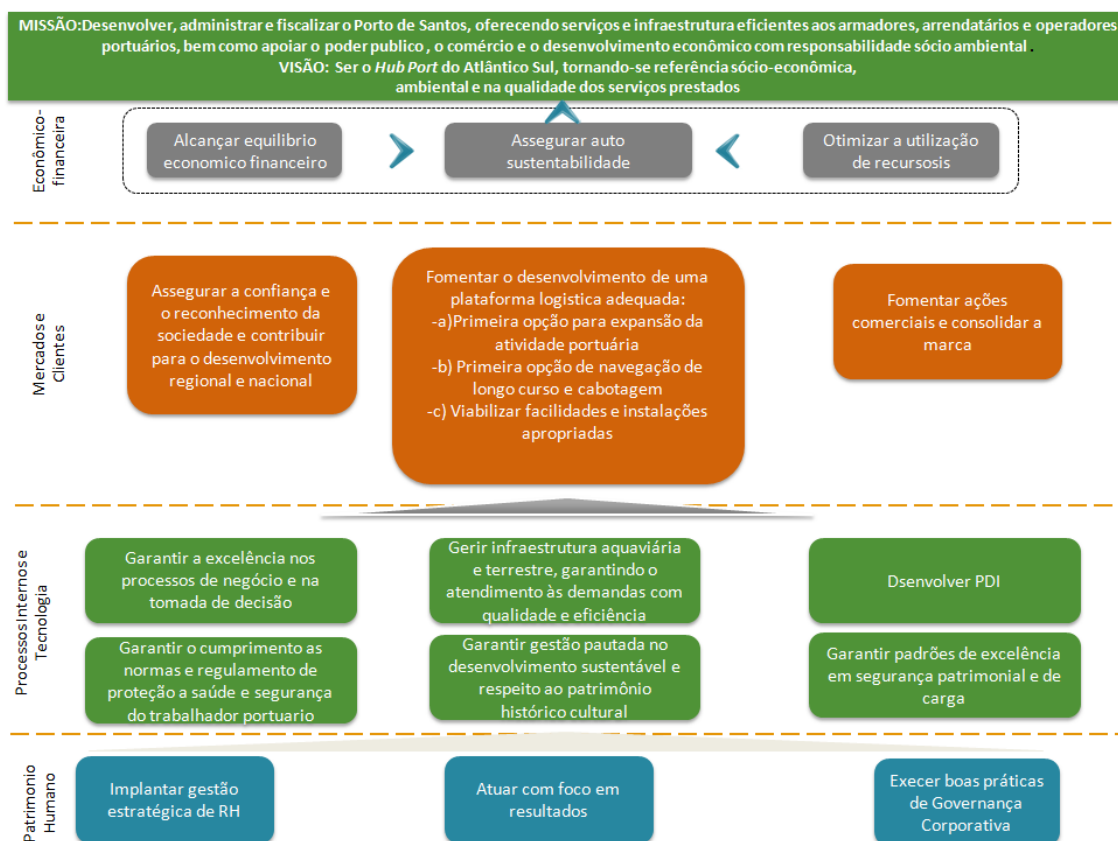 MISSÃO:Desenvolver, administrar e fiscalizar o Porto de Santos, oferecendo serviços e infraestrutura eficientes aos armadores, arrendatários e operadores
portuários, bem como apoiar o poder publico , o comércio e o desenvolvimento econômico com responsabilidade sócio ambiental .
VISÃO: Ser o Hub Port do Atlântico Sul, tornando-se referência sócio-econômica,
ambiental e na qualidade dos serviços prestados
Econômico-
financeira
Alcançar equilibrio
economico financeiro
Assegurar auto
sustentabilidade
Otimizar a utilização
de recursosis
Mercados e
Clientes
Assegurar a confiança e
o reconhecimento da
sociedade e contribuir
para o desenvolvimento
regional e nacional
Fomentar o desenvolvimento de uma
plataforma logistica adequada:
-a)Primeira opção para expansão da
atividade portuária
-b) Primeira opção de navegação de
longo curso e cabotagem
-c) Viabilizar facilidades e instalações
apropriadas
Fomentar ações
comerciais e consolidar a
marca
Processos Internos e
Tecnologia
Garantir a excelência nos
processos de negócio e na
tomada de decisão
Gerir infraestrutura aquaviária
e terrestre, garantindo o
atendimento às demandas com
qualidade e eficiência
Dsenvolver PDI
Garantir o cumprimento as
normas e regulamento de
proteção a saúde e segurança
do trabalhador portuario
Garantir gestão pautada no
desenvolvimento sustentável e
respeito ao patrimônio
histórico cultural
Garantir padrões de excelência
em segurança patrimonial e de
carga
Patrimonio
Humano
Implantar gestão
estratégica de RH
Atuar com foco em
resultados
Execer boas práticas
de Governança
Corporativa